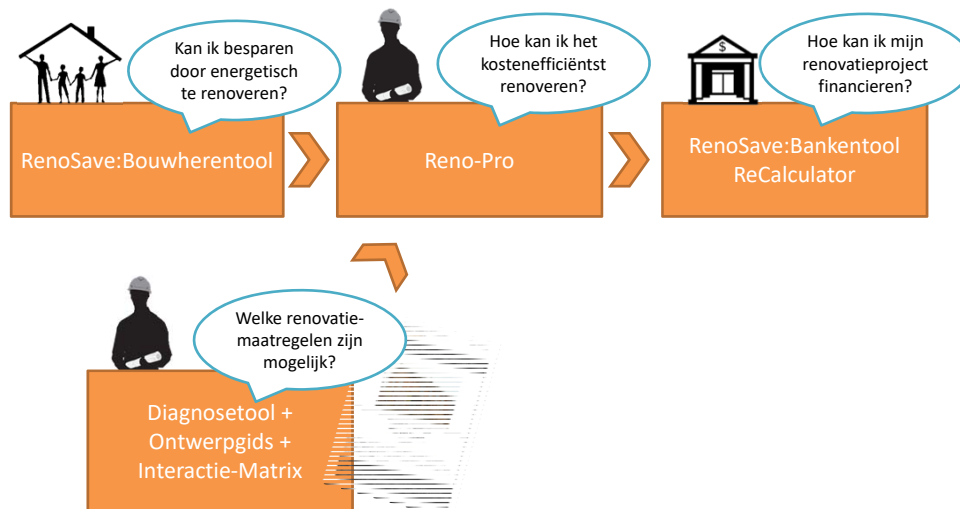 Kan ik besparen
door energetisch
te renoveren?
Hoe kan ik het
kostenefficiëntst
renoveren?
$
Hoe kan ik mijn
renovatieproject
financieren?
RenoSave:Bouwherentool
Reno-Pro
RenoSave:Bankentool
ReCalculator
Welke renovatie-
maatregelen zijn
mogelijk?
Diagnosetool +
Ontwerpgids +
Interactie-Matrix